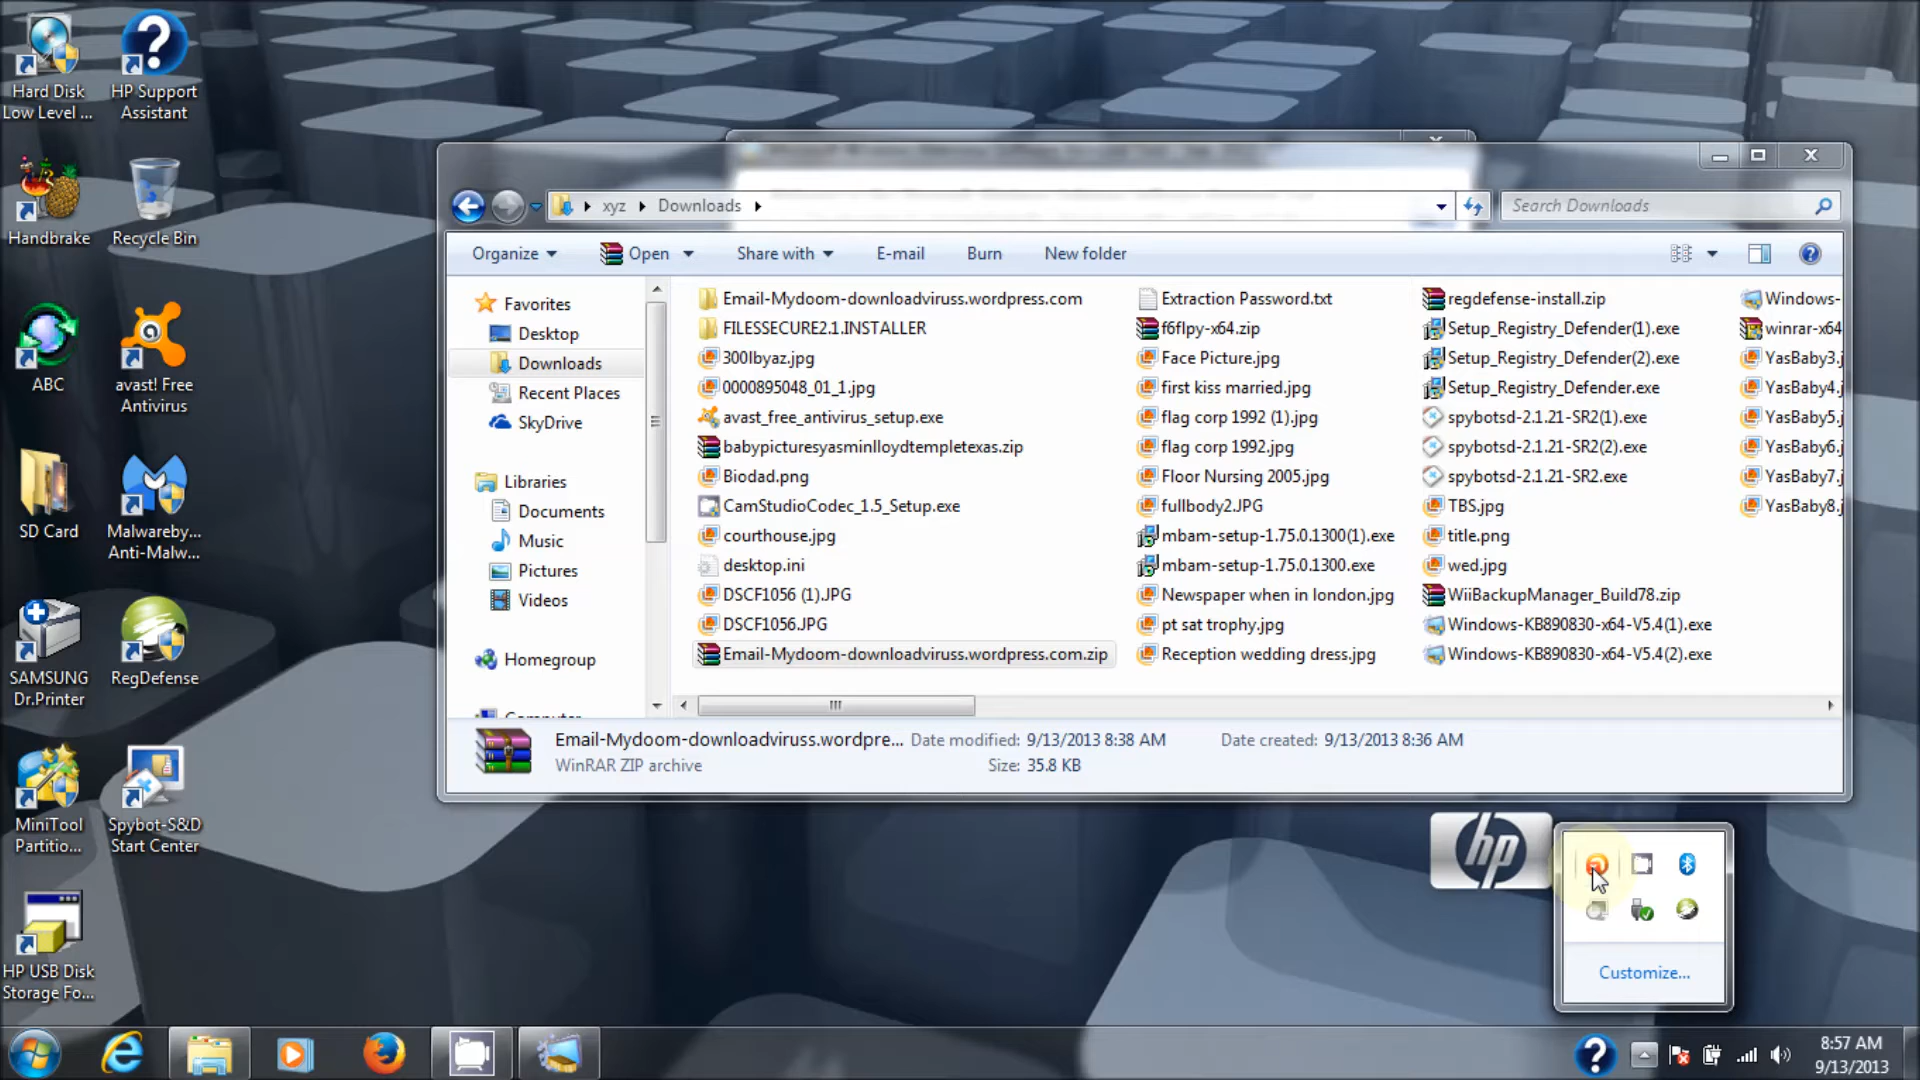 Hard Disk
Low Level ...
HP Support
Assistant
Handbrake
Recycle Bin
ABC
avast! Free
Antivirus
SD Card
Malwareby...
Anti-Malw...
SAMSUNG
Dr.Printer
RegDefense
MiniTool
Partitio...
Spybot-S&D
Start Center
HP USB Disk
Storage Fo...
xyz
Downloads
Search Downloads
Organize
Open
Share with
E-mail
Burn
New folder
Favorites
Desktop
Downloads
Recent Places
SkyDrive
Libraries
Documents
Music
Pictures
Videos
Homegroup
Email-Mydoom-downloadviruss.wordpress.com
FILESSECURE2.1.INSTALLER
300lbyaz.jpg
0000895048_01_1.jpg
avast_free_antivirus_setup.exe
babypicturesyasminlloydtempletexas.zip
Biodad.png
CamStudioCodec_1.5_Setup.exe
courthouse.jpg
desktop.ini
DSCF1056 (1).JPG
DSCF1056.JPG
Email-Mydoom-downloadviruss.wordpress.com.zip
Extraction Password.txt
f6flpy-x64.zip
Face Picture.jpg
first kiss married.jpg
flag corp 1992 (1).jpg
flag corp 1992.jpg
Floor Nursing 2005.jpg
fullbody2.JPG
mbam-setup-1.75.0.1300(1).exe
mbam-setup-1.75.0.1300.exe
Newspaper when in london.jpg
pt sat trophy.jpg
Reception wedding dress.jpg
regdefense-install.zip
Setup_Registry_Defender(1).exe
Setup_Registry_Defender(2).exe
Setup_Registry_Defender.exe
spybotsd-2.1.21-SR2(1).exe
spybotsd-2.1.21-SR2(2).exe
spybotsd-2.1.21-SR2.exe
TBS.jpg
title.png
wed.jpg
WiiBackupManager_Build78.zip
Windows-KB890830-x64-V5.4(1).exe
Windows-KB890830-x64-V5.4(2).exe
Windows-
winrar-x64
YasBaby3.j
YasBaby4.j
YasBaby5.j
YasBaby6.j
YasBaby7.j
YasBaby8.j
Email-Mydoom-downloadviruss.wordpre...
Date modified: 9/13/2013 8:38 AM
Date created: 9/13/2013 8:36 AM
WinRAR ZIP archive
Size: 35.8 KB
hp
Customize...
8:57 AM
9/13/2013